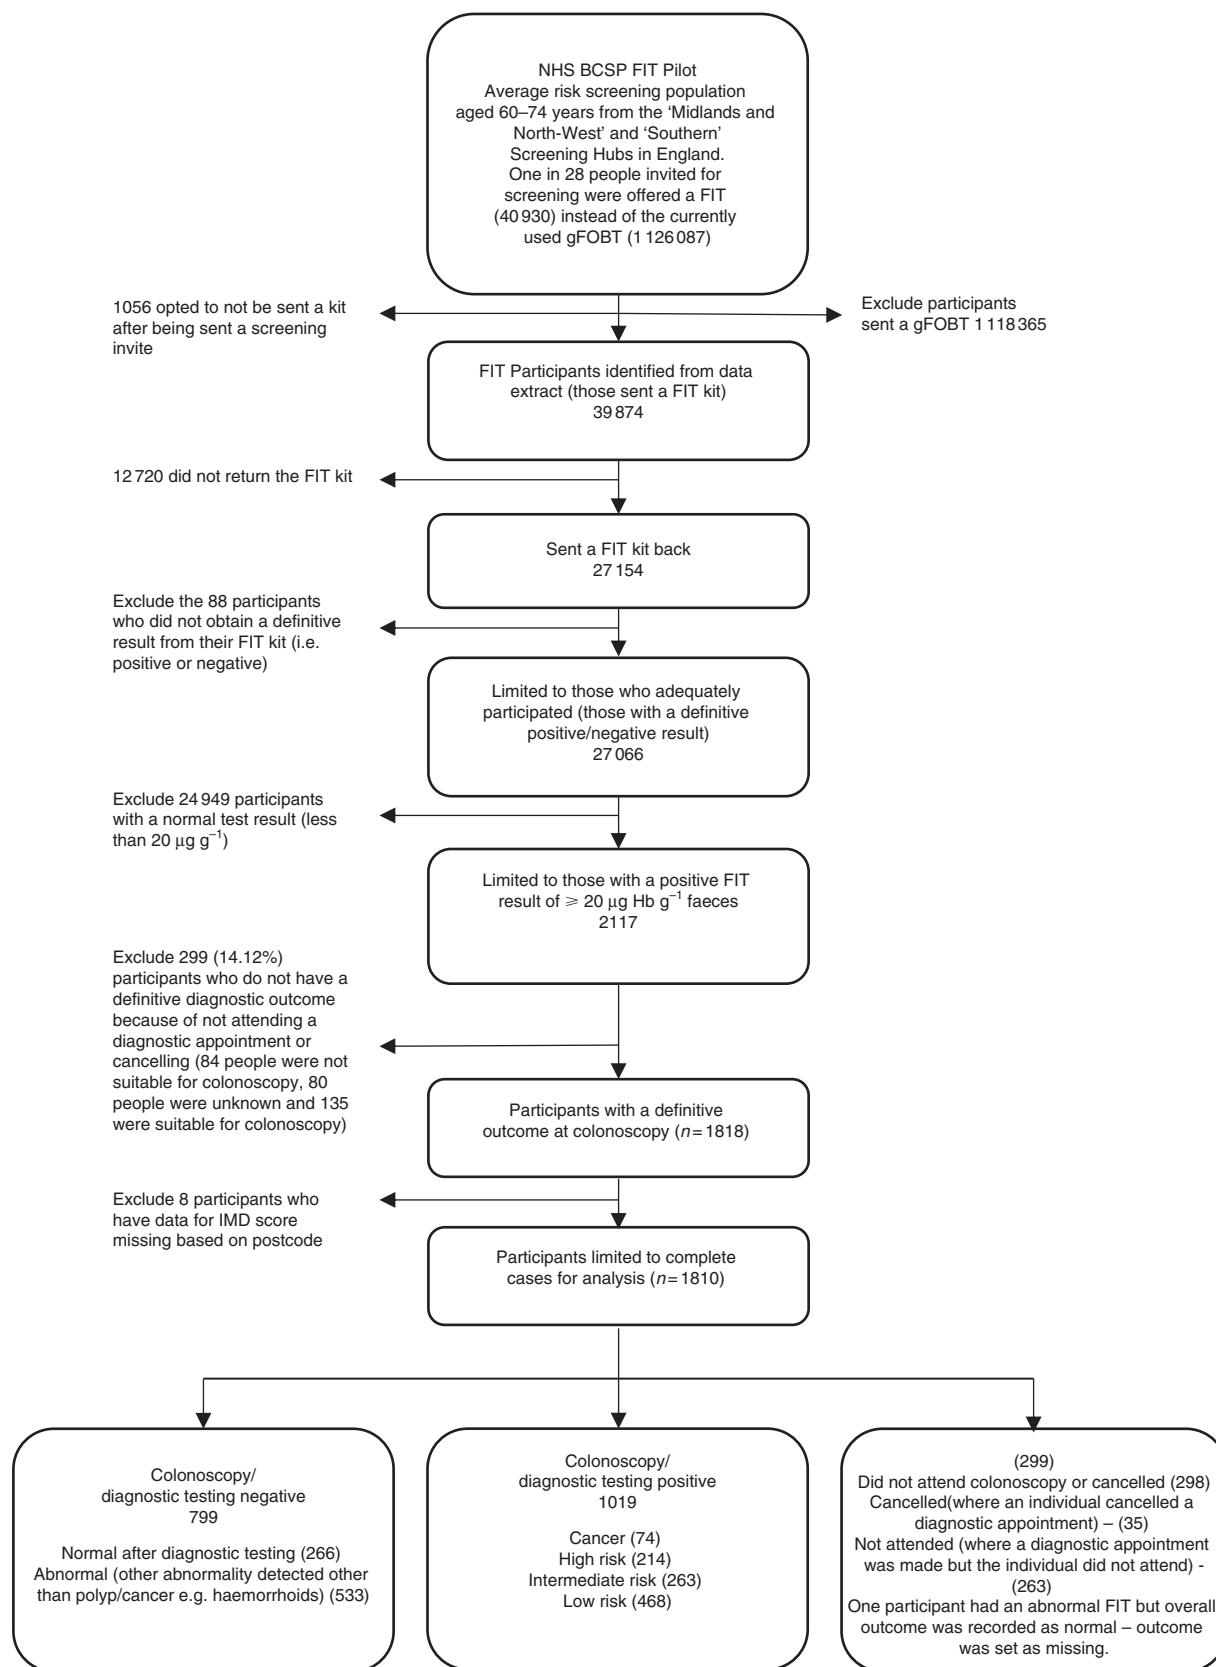 NHS BCSP FIT Pilot
Average risk screening population
aged 60–74 years from the ‘Midlands and
North-West’ and ‘Southern’
Screening Hubs in England.
One in 28 people invited for
screening were offered a FIT
(40 930) instead of the currently
used gFOBT (1 126 087)
1056 opted to not be sent a kit
after being sent a screening
invite
Exclude participants
sent a gFOBT 1 118 365
FIT Participants identified from data
extract (those sent a FIT kit)
39 874
12 720 did not return the FIT kit
Sent a FIT kit back
27 154
Exclude the 88 participants
who did not obtain a definitive
result from their FIT kit (i.e.
positive or negative)
Limited to those who adequately
participated (those with a definitive
positive/negative result)
27 066
Exclude 24 949 participants
with a normal test result (less
than 20 μg g⁻¹)
Limited to those with a positive FIT
result of ⩾ 20 μg Hb g⁻¹ faeces
2117
Exclude 299 (14.12%)
participants who do not have a
definitive diagnostic outcome
because of not attending a
diagnostic appointment or
cancelling (84 people were not
suitable for colonoscopy, 80
people were unknown and 135
were suitable for colonoscopy)
Participants with a definitive
outcome at colonoscopy (n=1818)
Exclude 8 participants who
have data for IMD score
missing based on postcode
Participants limited to complete
cases for analysis (n=1810)
Colonoscopy/
diagnostic testing negative
799
Normal after diagnostic testing (266)
Abnormal (other abnormality detected other
than polyp/cancer e.g. haemorrhoids) (533)
Colonoscopy/
diagnostic testing positive
1019
Cancer (74)
High risk (214)
Intermediate risk (263)
Low risk (468)
(299)
Did not attend colonoscopy or cancelled (298)
Cancelled(where an individual cancelled a
diagnostic appointment) – (35)
Not attended (where a diagnostic appointment
was made but the individual did not attend) -
(263)
One participant had an abnormal FIT but overall
outcome was recorded as normal – outcome
was set as missing.